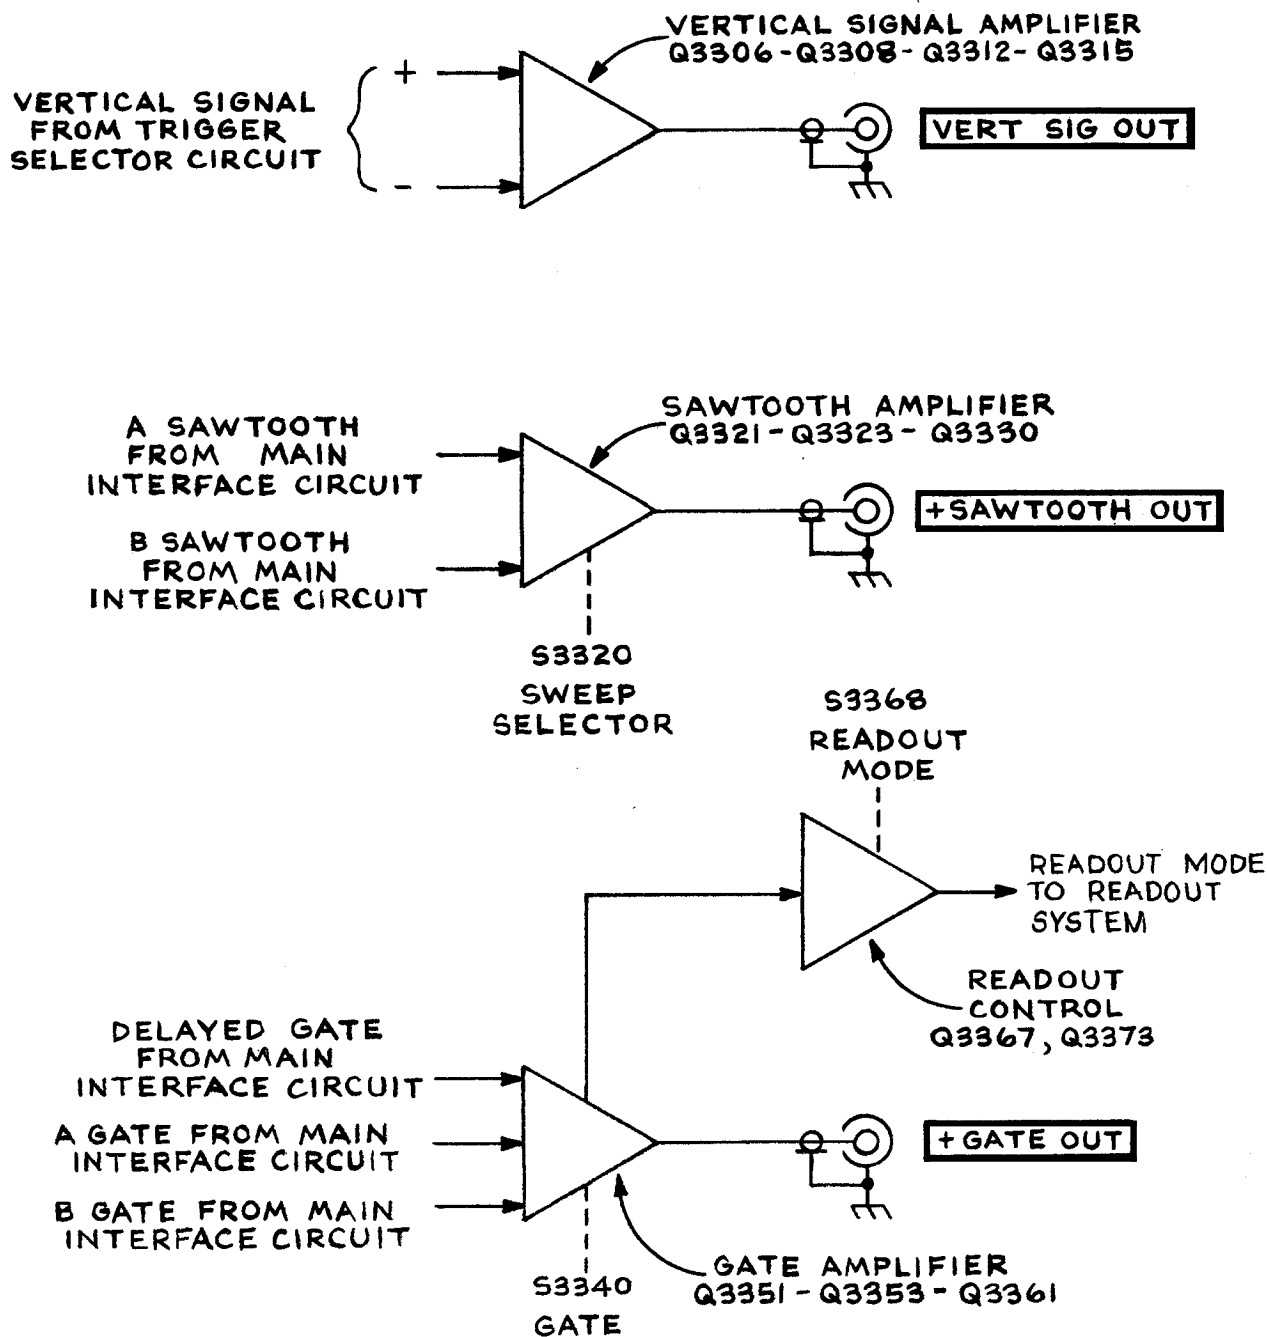 VERTICAL SIGNAL AMPLIFIER
Q3306-Q3308-Q3312-Q3315
VERTICAL SIGNAL
FROM TRIGGER
SELECTOR CIRCUIT
+
-
VERT SIG OUT
SAWTOOTH AMPLIFIER
Q3321-Q3323-Q3330
A SAWTOOTH
FROM MAIN
INTERFACE CIRCUIT
+SAWTOOTH OUT
B SAWTOOTH
FROM MAIN
INTERFACE CIRCUIT
S3320
SWEEP
SELECTOR
S3368
READOUT
MODE
READOUT MODE
TO READOUT
SYSTEM
READOUT
CONTROL
Q3367, Q3373
DELAYED GATE
FROM MAIN
INTERFACE CIRCUIT
A GATE FROM MAIN
INTERFACE CIRCUIT
+GATE OUT
B GATE FROM MAIN
INTERFACE CIRCUIT
GATE AMPLIFIER
Q3351-Q3353-Q3361
S3340
GATE